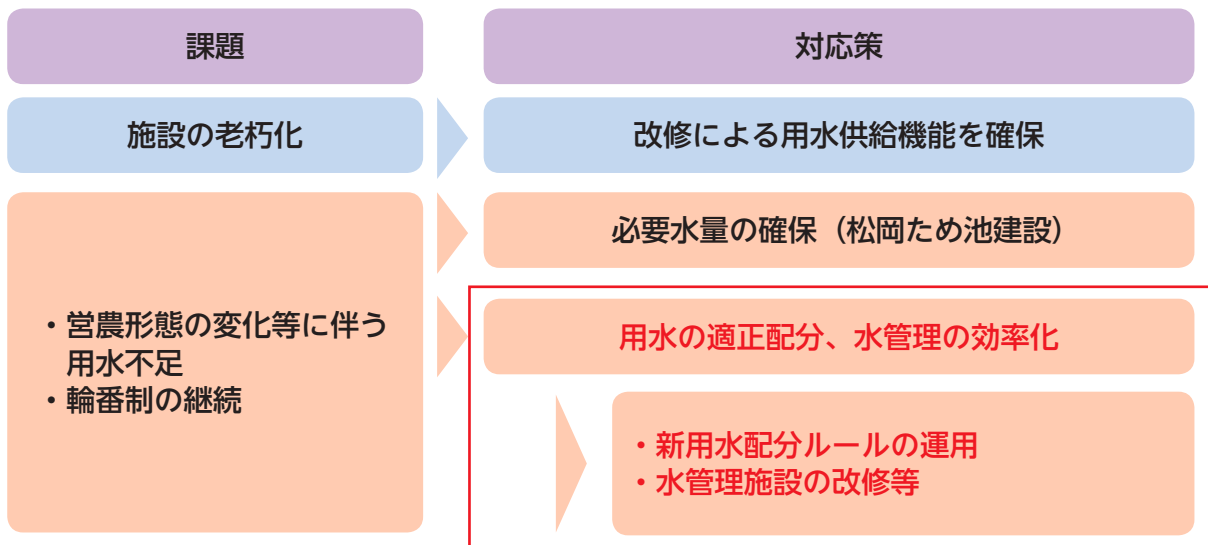 課題
対応策
施設の老朽化
改修による用水供給機能を確保
・営農形態の変化等に伴う
用水不足
・輪番制の継続
必要水量の確保（松岡ため池建設）
用水の適正配分、水管理の効率化
・新用水配分ルールの運用
・水管理施設の改修等